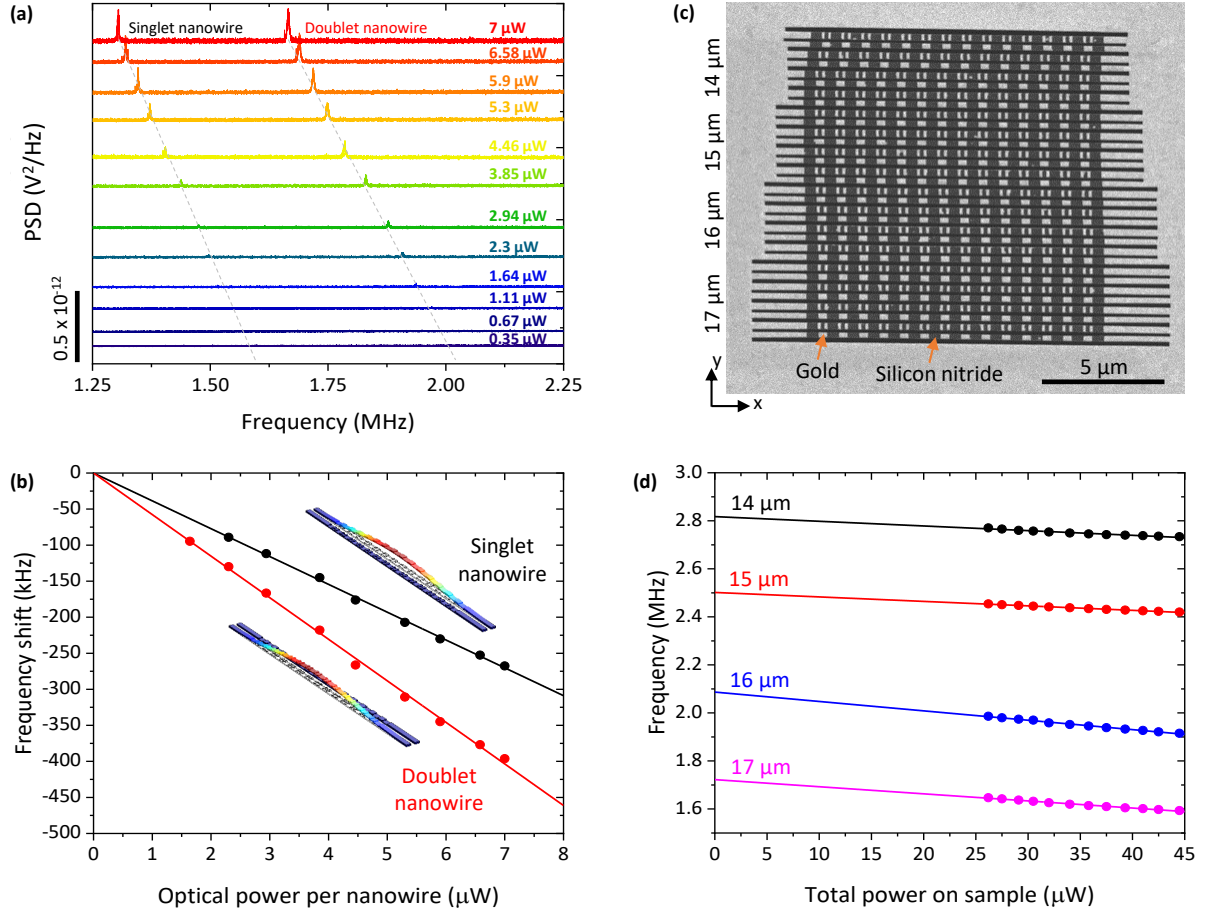 (a)
Singlet nanowire
Doublet nanowire
7 µW
6.58 µW
5.9 µW
5.3 µW
4.46 µW
3.85 µW
2.94 µW
2.3 µW
1.64 µW
1.11 µW
0.67 µW
0.35 µW
PSD (V²/Hz)
0.5 x 10⁻¹²
1.25 1.50 1.75 2.00 2.25
Frequency (MHz)
(c)
14 µm
15 µm
16 µm
17 µm
y
x
Gold
Silicon nitride
5 µm
(b)
0
-50
-100
-150
-200
-250
-300
-350
-400
-450
-500
Frequency shift (kHz)
Singlet
nanowire
Doublet
nanowire
0 1 2 3 4 5 6 7 8
Optical power per nanowire (µW)
(d)
3.0
2.8
2.6
2.4
2.2
2.0
1.8
1.6
Frequency (MHz)
14 µm
15 µm
16 µm
17 µm
0 5 10 15 20 25 30 35 40 45
Total power on sample (µW)